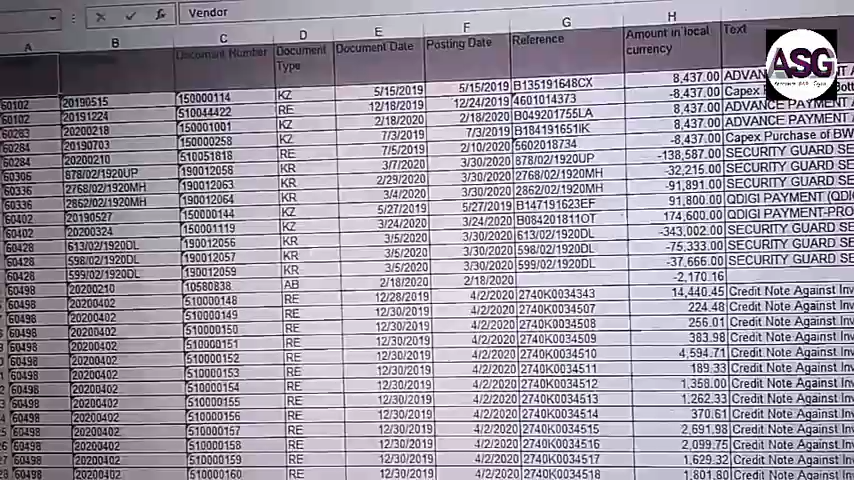 fx Vendor
A B C D E F G H
Document Number Document Type Document Date Posting Date Reference Amount in local currency Text
ASG
60102 20190515 150000114 KZ 5/15/2019 5/15/2019 B135191648CX 8,437.00 ADVAN
60102 20191224 510044422 RE 12/18/2019 12/24/2019 4601014373 -8,437.00 Capex
60283 20200218 150001001 KZ 2/18/2020 2/18/2020 B049201755LA 8,437.00 ADVANCE PAYMENT A
60284 20190703 150000258 KZ 7/3/2019 7/3/2019 B184191651IK 8,437.00 ADVANCE PAYMENT A
60284 20200210 510051818 RE 7/5/2019 2/10/2020 5602018734 -8,437.00 Capex Purchase of BW
60306 878/02/1920UP 190012058 KR 3/7/2020 3/30/2020 878/02/1920UP -138,587.00 SECURITY GUARD SE
60336 2768/02/1920MH 190012063 KR 2/29/2020 3/30/2020 2768/02/1920MH -32,215.00 SECURITY GUARD SE
60336 2862/02/1920MH 190012064 KR 3/4/2020 3/30/2020 2862/02/1920MH -91,891.00 SECURITY GUARD SE
60402 20190527 150000144 KZ 5/27/2019 5/27/2019 B147191623EF 91,800.00 QDIGI PAYMENT (QDI
60402 20200324 150001119 KZ 3/24/2020 3/24/2020 B084201811OT 174,600.00 QDIGI PAYMENT-PRO
60428 613/02/1920DL 190012056 KR 3/5/2020 3/30/2020 613/02/1920DL -343,002.00 SECURITY GUARD SE
60428 598/02/1920DL 190012057 KR 3/5/2020 3/30/2020 598/02/1920DL -75,333.00 SECURITY GUARD SE
60428 599/02/1920DL 190012059 KR 3/5/2020 3/30/2020 599/02/1920DL -37,666.00 SECURITY GUARD SE
60498 20200210 10580838 AB 2/18/2020 2/18/2020 -2,170.16
60498 20200402 510000148 RE 12/28/2019 4/2/2020 2740K0034343 14,440.45 Credit Note Against Inv
60498 20200402 510000149 RE 12/30/2019 4/2/2020 2740K0034507 224.48 Credit Note Against Inv
60498 20200402 510000150 RE 12/30/2019 4/2/2020 2740K0034508 256.01 Credit Note Against Inv
60498 20200402 510000151 RE 12/30/2019 4/2/2020 2740K0034509 383.98 Credit Note Against Inv
60498 20200402 510000152 RE 12/30/2019 4/2/2020 2740K0034510 4,594.71 Credit Note Against Inv
60498 20200402 510000153 RE 12/30/2019 4/2/2020 2740K0034511 189.33 Credit Note Against Inv
60498 20200402 510000154 RE 12/30/2019 4/2/2020 2740K0034512 1,358.00 Credit Note Against Inv
60498 20200402 510000155 RE 12/30/2019 4/2/2020 2740K0034513 1,262.33 Credit Note Against Inv
60498 20200402 510000156 RE 12/30/2019 4/2/2020 2740K0034514 370.61 Credit Note Against Inv
60498 20200402 510000157 RE 12/30/2019 4/2/2020 2740K0034515 2,691.98 Credit Note Against Inv
60498 20200402 510000158 RE 12/30/2019 4/2/2020 2740K0034516 2,099.75 Credit Note Against Inv
60498 20200402 510000159 RE 12/30/2019 4/2/2020 2740K0034517 1,629.32 Credit Note Against Inv
60498 20200402 510000160 RE 12/30/2019 4/2/2020 2740K0034518 1,801.80 Credit Note Against Inv